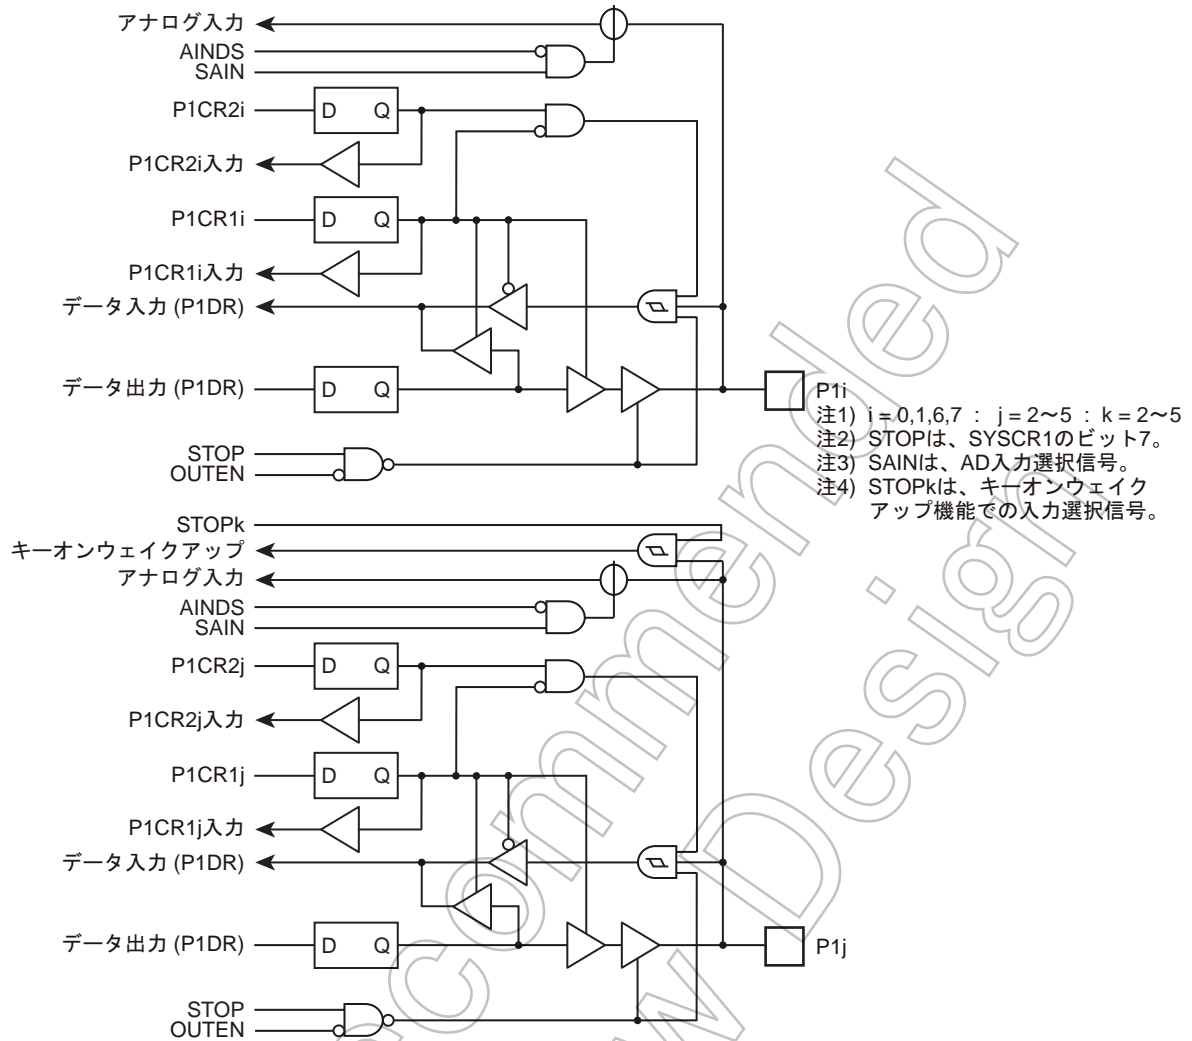 アナログ入力
AINDS
SAIN
P1CR2i
D Q
P1CR2i入力
P1CR1i
D Q
P1CR1i入力
データ入力 (P1DR)
データ出力 (P1DR)
D Q
P1i
注1) i = 0,1,6,7 : j = 2～5 : k = 2～5
注2) STOPは、SYSCR1のビット7。
注3) SAINは、AD入力選択信号。
注4) STOPkは、キーオンウェイク
アップ機能での入力選択信号。
STOP
OUTEN
STOPk
キーオンウェイクアップ
アナログ入力
AINDS
SAIN
P1CR2j
D Q
P1CR2j入力
P1CR1j
D Q
P1CR1j入力
データ入力 (P1DR)
データ出力 (P1DR)
D Q
P1j
STOP
OUTEN
commended
w Design